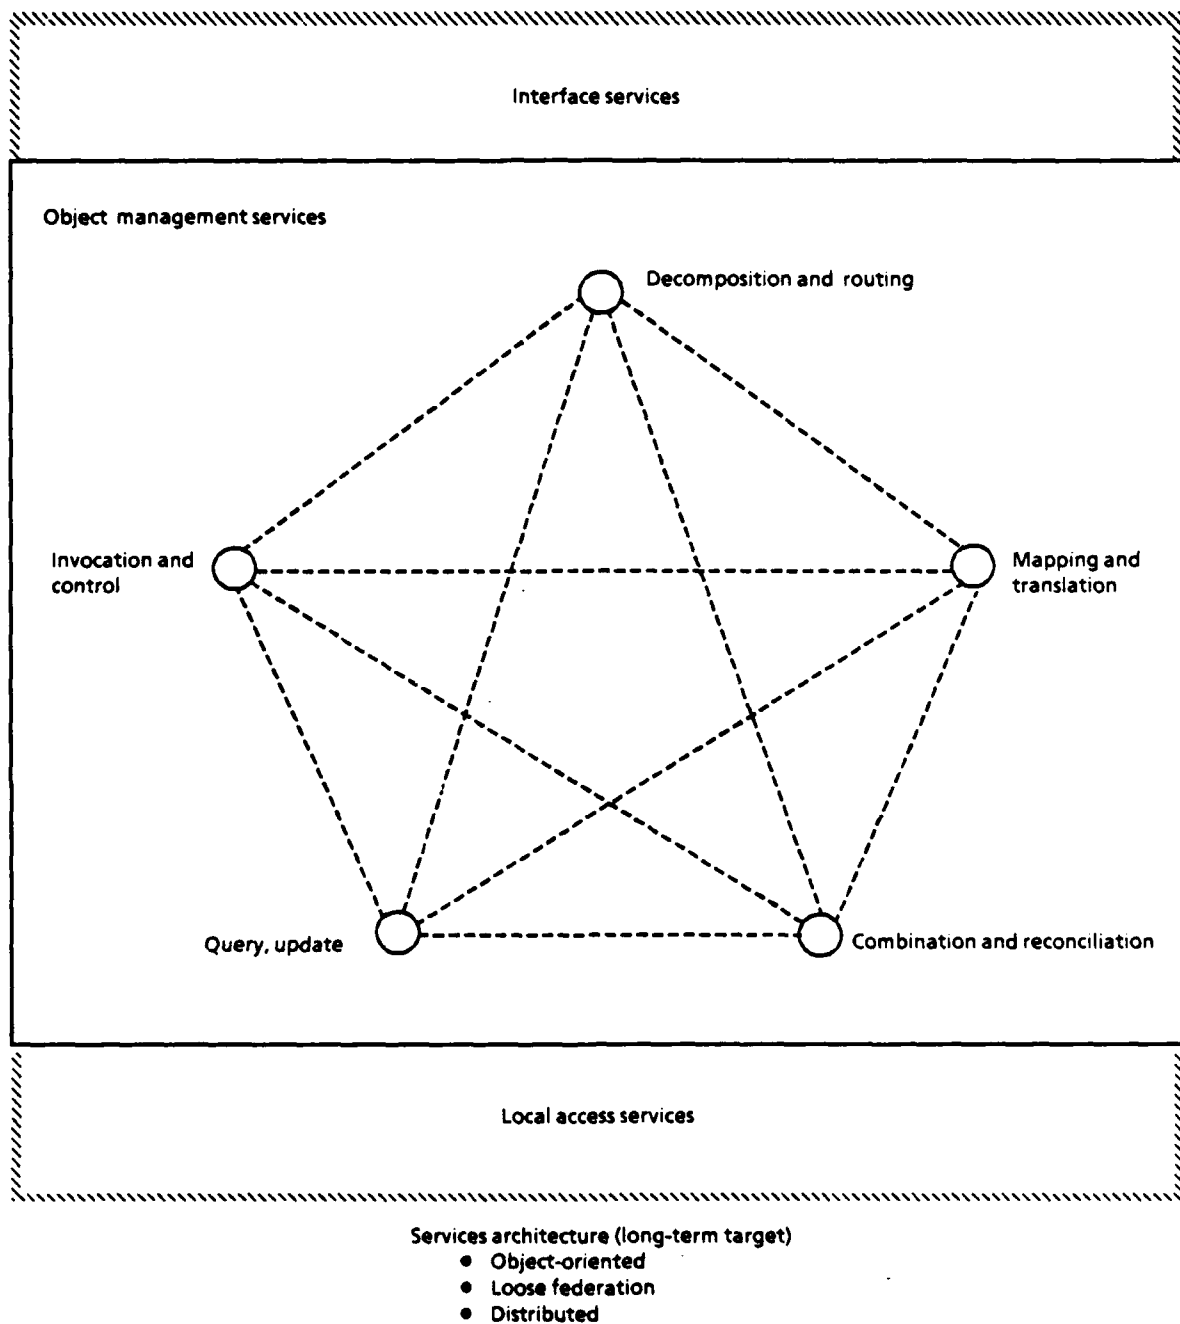 Interface services
Object management services
Decomposition and routing
Invocation and
control
Mapping and
translation
Query, update
Combination and reconciliation
Local access services
Services architecture (long-term target)
● Object-oriented
● Loose federation
● Distributed